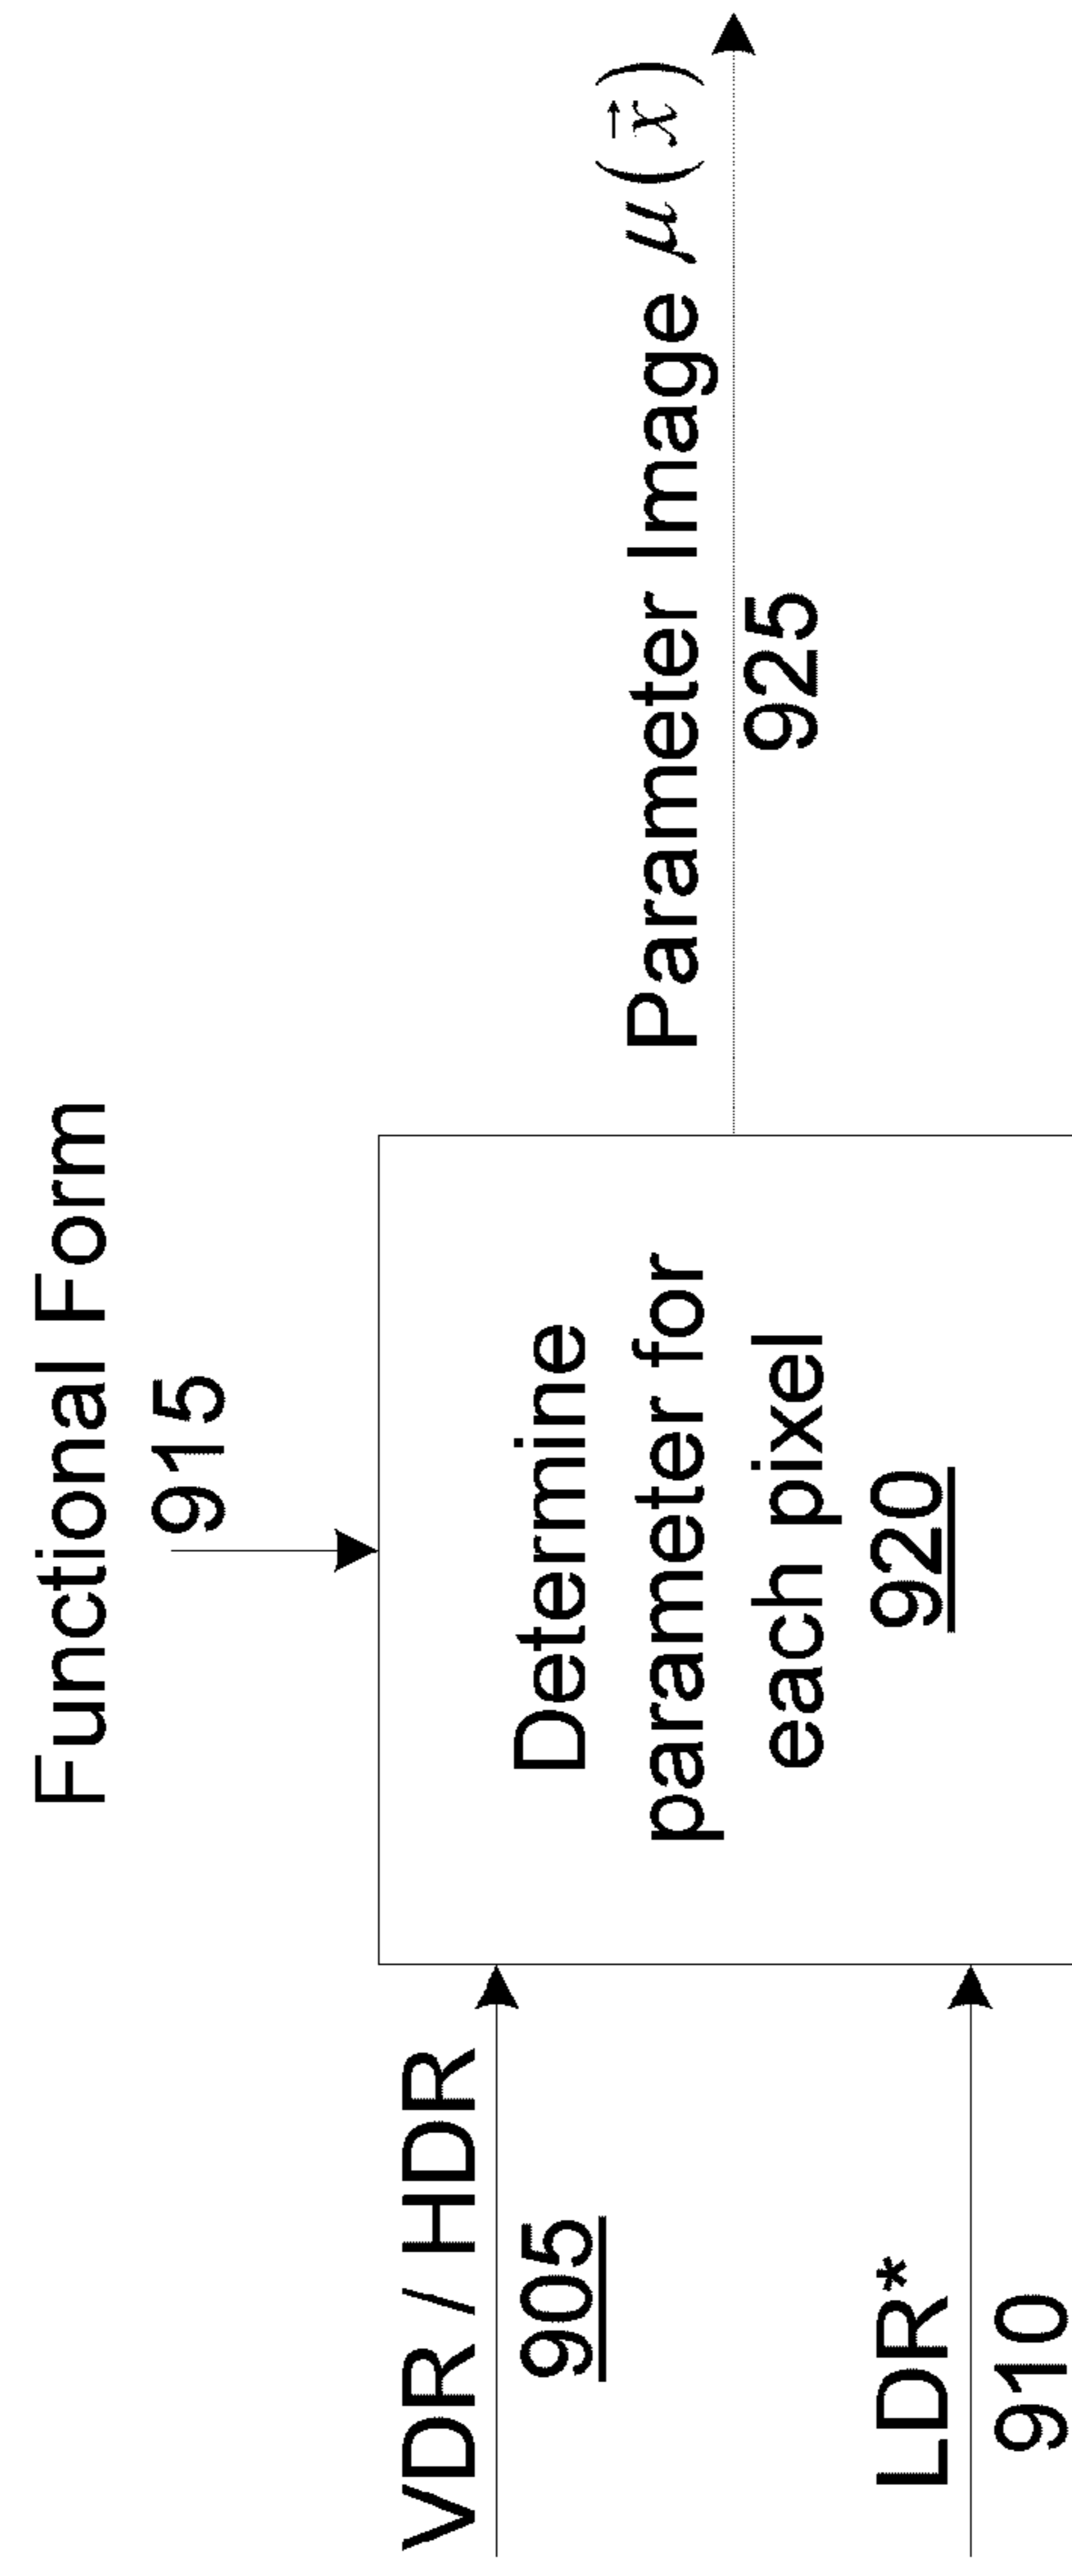 Functional Form
915
VDR / HDR
905
LDR*
910
Determine
parameter for
each pixel
920
Parameter Image μ(x⃗)
925